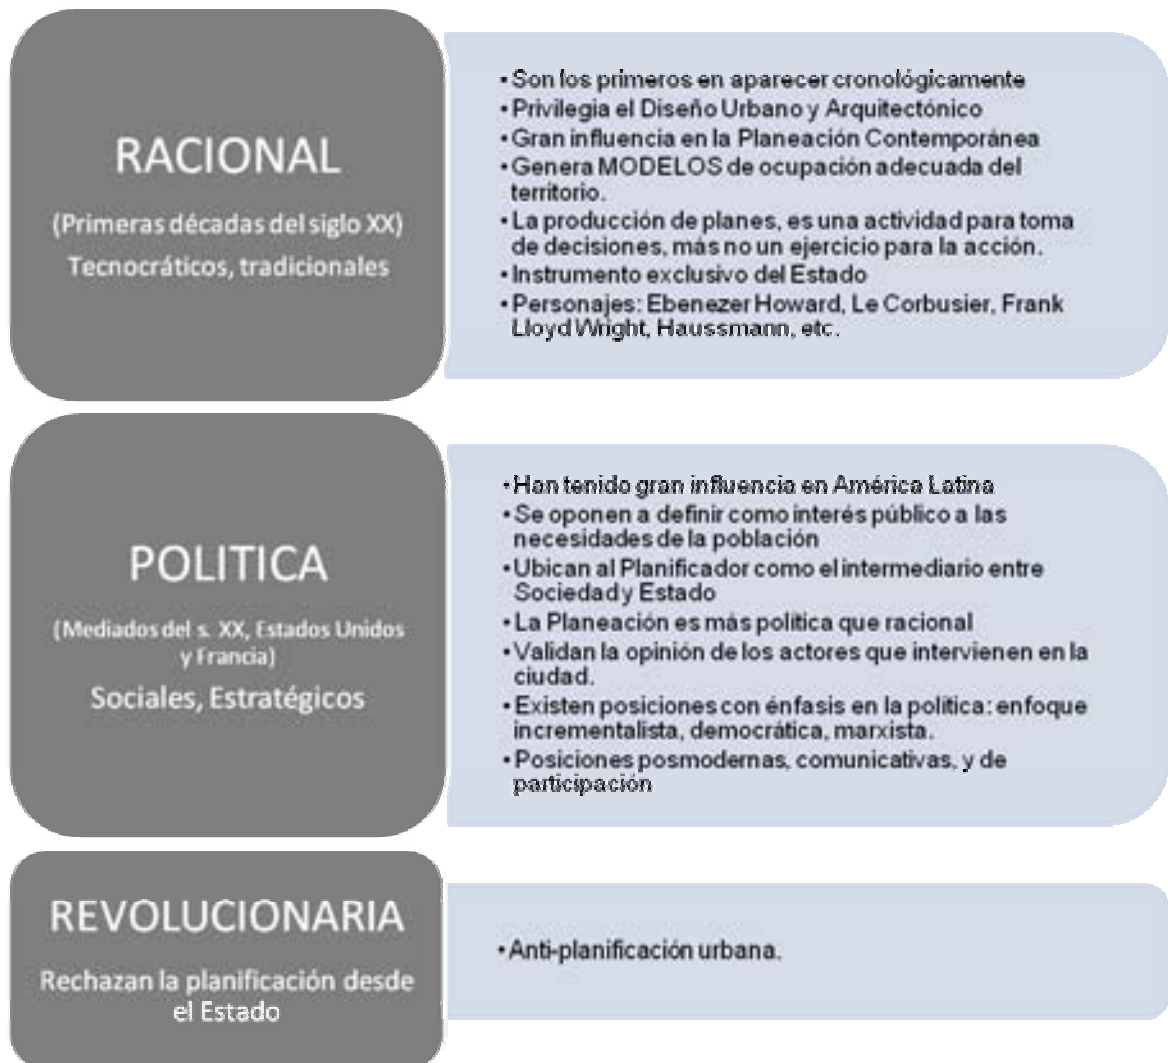 RACIONAL
(Primeras décadas del siglo XX)
Tecnocráticos, tradicionales
• Son los primeros en aparecer cronológicamente
• Privilegia el Diseño Urbano y Arquitectónico
• Gran influencia en la Planeación Contemporánea
• Genera MODELOS de ocupación adecuada del
territorio.
• La producción de planes, es una actividad para toma
de decisiones, más no un ejercicio para la acción.
• Instrumento exclusivo del Estado
• Personajes: Ebenezer Howard, Le Corbusier, Frank
Lloyd Wright, Haussmann, etc.
POLITICA
(Mediados del s. XX, Estados Unidos
y Francia)
Sociales, Estratégicos
• Han tenido gran influencia en América Latina
• Se oponen a definir como interés público a las
necesidades de la población
• Ubican al Planificador como el intermediario entre
Sociedad y Estado
• La Planeación es más política que racional
• Validan la opinión de los actores que intervienen en la
ciudad.
• Existen posiciones con énfasis en la política: enfoque
incrementalista, democrática, marxista.
• Posiciones posmodernas, comunicativas, y de
participación
REVOLUCIONARIA
Rechazan la planificación desde
el Estado
• Anti-planificación urbana.